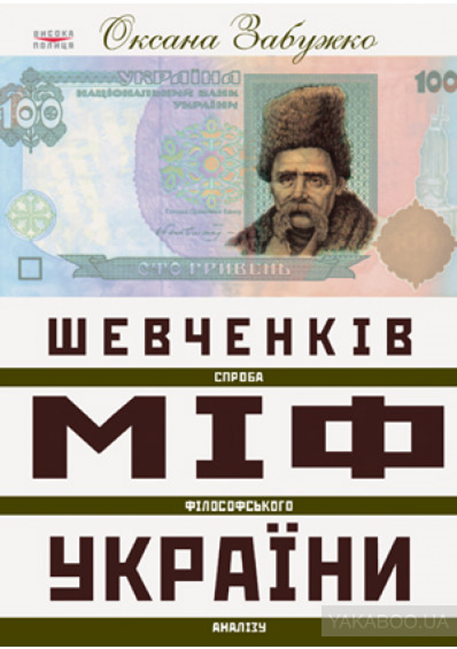 ВИСОКА
ПОЛИЦЯ
Оксана Забужко
УКРАЇНА
НАЦІОНАЛЬНИЙ БАНК
УКРАЇНИ
100
100
СТО ГРИВЕНЬ
ШЕВЧЕНКІВ
СПРОБА
МІФ
ФІЛОСОФСЬКОГО
УКРАЇНИ
АНАЛІЗУ
YAKABOO.UA